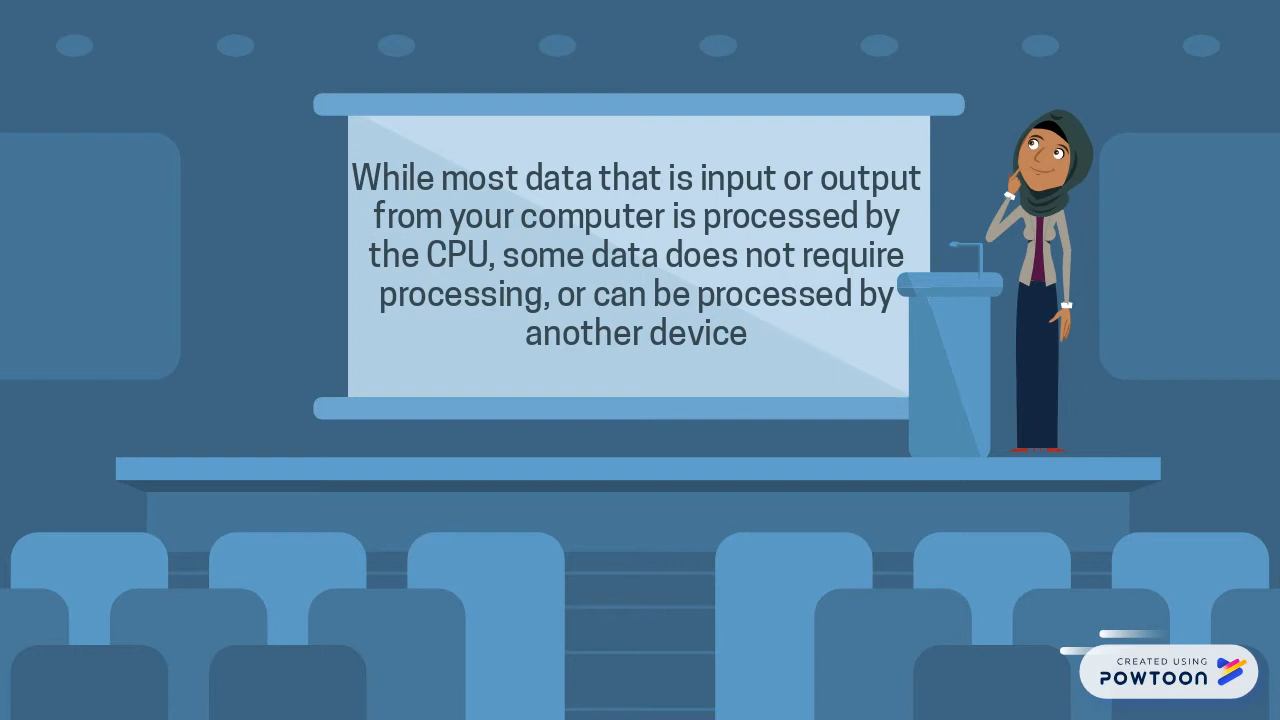 While most data that is input or output
from your computer is processed by
the CPU, some data does not require
processing, or can be processed by
another device
CREATED USING
POWTOON